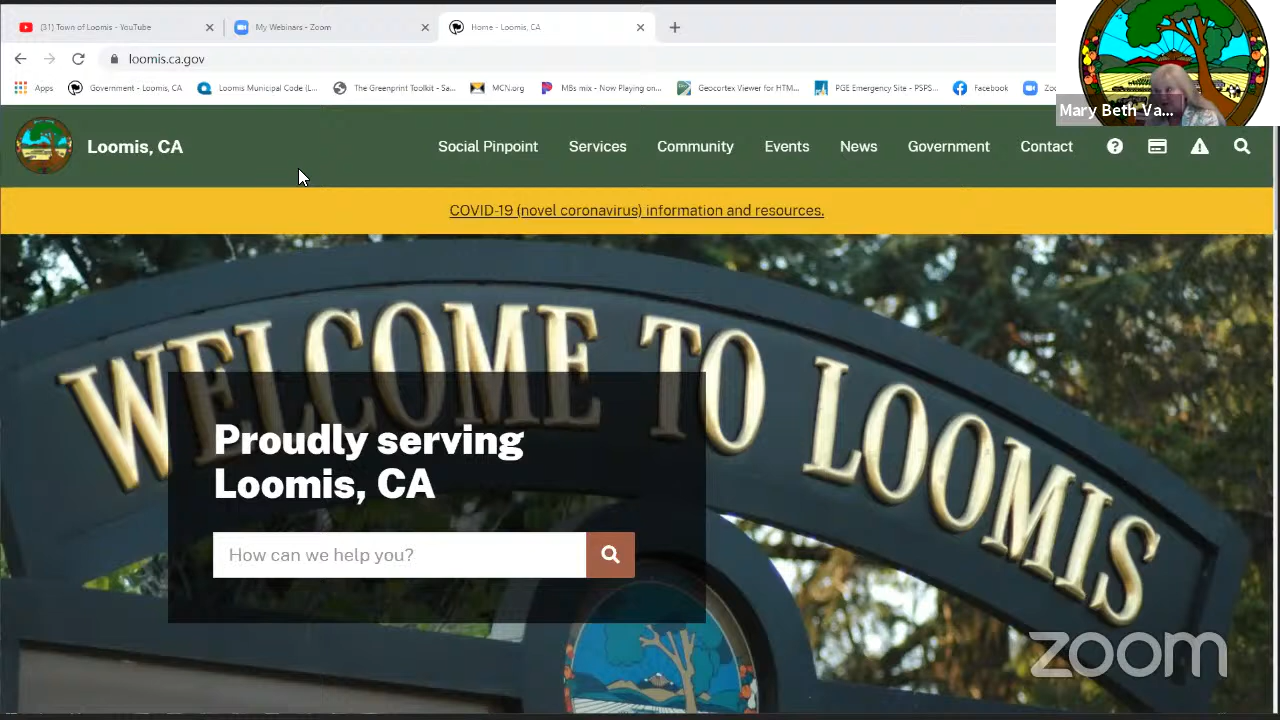 (31) Town of Loomis - YouTube
My Webinars - Zoom
Home - Loomis, CA
loomis.ca.gov
Apps
Government - Loomis, CA
Loomis Municipal Code (L...
The Greenprint Toolkit...
MCN.org
MBs mix - Now Playing on...
Geocortex Viewer for HTM...
PGE Emergency Site - PSPS...
Facebook
Zo
Mary Beth Va...
Loomis, CA
Social Pinpoint
Services
Community
Events
News
Government
Contact
COVID-19 (novel coronavirus) information and resources.
WELCOME TO LOOMIS
Proudly serving
Loomis, CA
How can we help you?
zoom